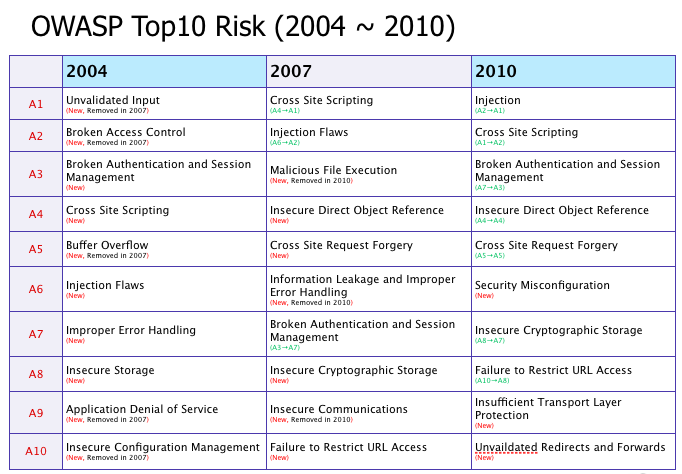 OWASP Top10 Risk (2004 ~ 2010)
2004
2007
2010
A1
Unvalidated Input
(New, Removed in 2007)
Cross Site Scripting
(A4→A1)
Injection
(A2→A1)
A2
Broken Access Control
(New, Removed in 2007)
Injection Flaws
(A6→A2)
Cross Site Scripting
(A1→A2)
A3
Broken Authentication and Session
Management
(New)
Malicious File Execution
(New, Removed in 2010)
Broken Authentication and Session
Management
(A7→A3)
A4
Cross Site Scripting
(New)
Insecure Direct Object Reference
(New)
Insecure Direct Object Reference
(A4→A4)
A5
Buffer Overflow
(New, Removed in 2007)
Cross Site Request Forgery
(New)
Cross Site Request Forgery
(A5→A5)
A6
Injection Flaws
(New)
Information Leakage and Improper
Error Handling
(New, Removed in 2010)
Security Misconfiguration
(New)
A7
Improper Error Handling
(New)
Broken Authentication and Session
Management
(A3→A7)
Insecure Cryptographic Storage
(A8→A7)
A8
Insecure Storage
(New)
Insecure Cryptographic Storage
(New)
Failure to Restrict URL Access
(A10→A8)
A9
Application Denial of Service
(New, Removed in 2007)
Insecure Communications
(New, Removed in 2010)
Insufficient Transport Layer
Protection
(New)
A10
Insecure Configuration Management
(New, Removed in 2007)
Failure to Restrict URL Access
(New)
Unvaildated Redirects and Forwards
(New)